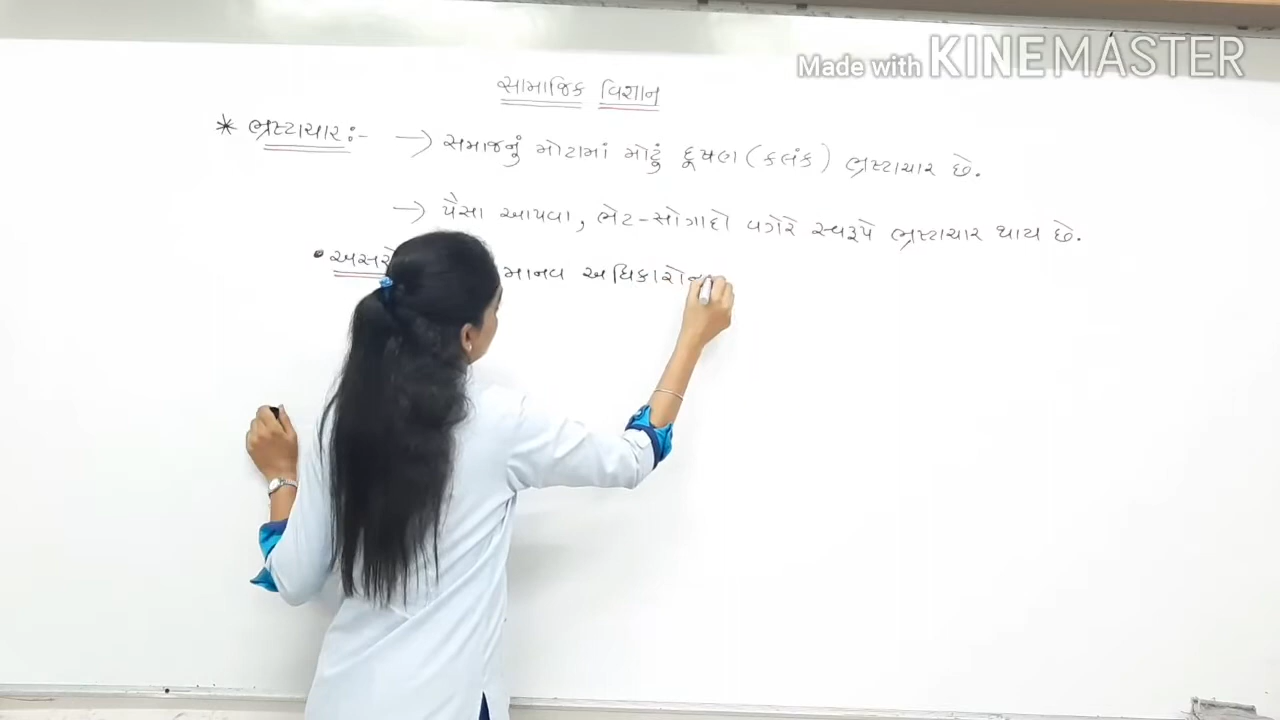 Made with KINEMASTER
સામાજિક વિજ્ઞાન
* ભ્રષ્ટાચાર :- → સમાજનું મોટામાં મોટું દૂષણ (કલંક) ભ્રષ્ટાચાર છે.
→ પૈસા આપવા, ભેટ-સોગાદો વગેરે સ્વરૂપે ભ્રષ્ટાચાર થાય છે.
• માનવ અધિકારોન